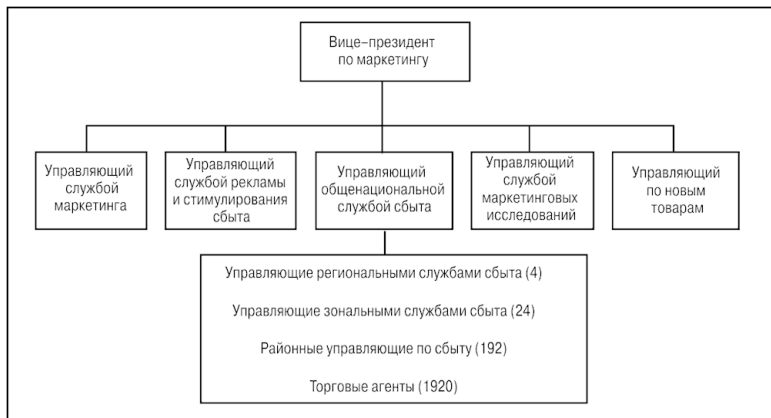 Вице–президент
по маркетингу
Управляющий
службой
маркетинга
Управляющий
службой рекламы
и стимулирования
сбыта
Управляющий
общенациональной
службой сбыта
Управляющий
службой
маркетинговых
исследований
Управляющий
по новым
товарам
Управляющие региональными службами сбыта (4)
Управляющие зональными службами сбыта (24)
Районные управляющие по сбыту (192)
Торговые агенты (1920)